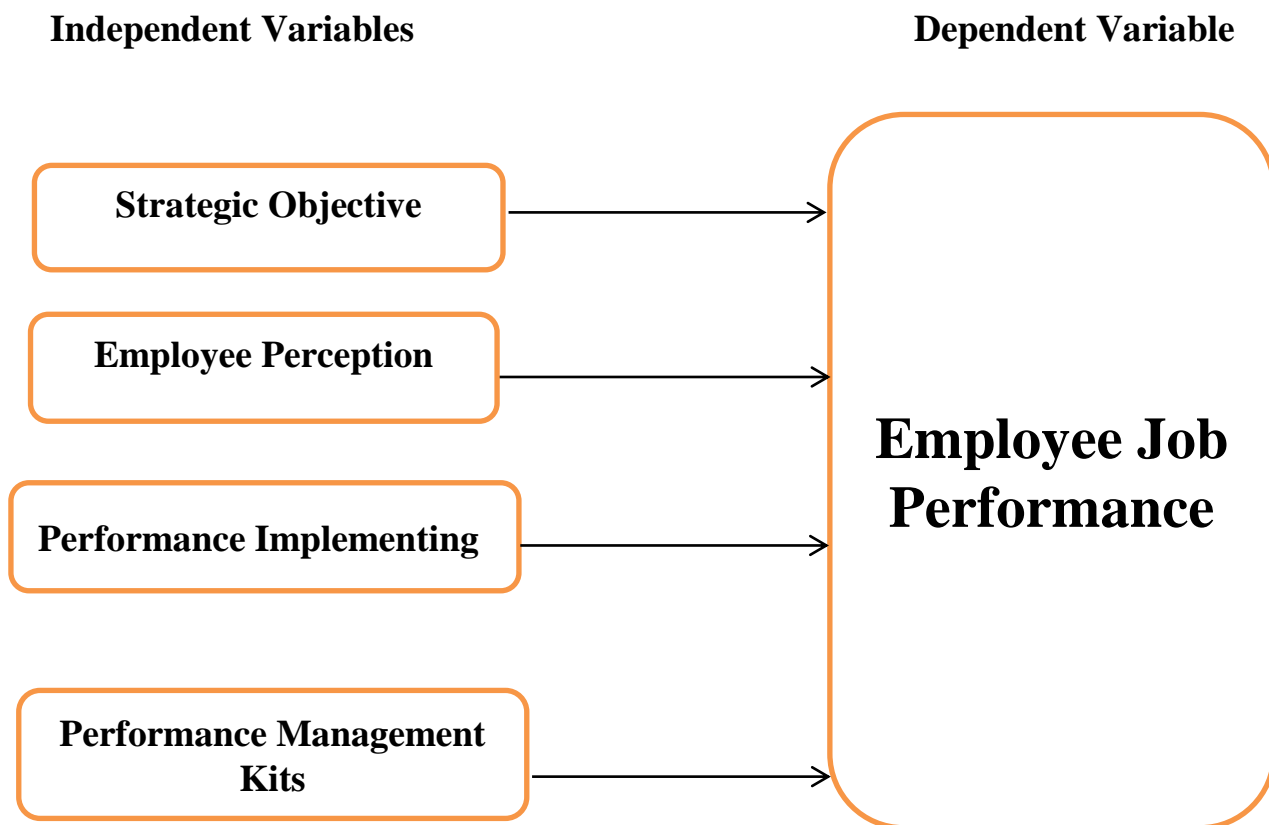 Independent Variables
Dependent Variable
Strategic Objective
Employee Perception
Performance Implementing
Performance Management
Kits
Employee Job
Performance